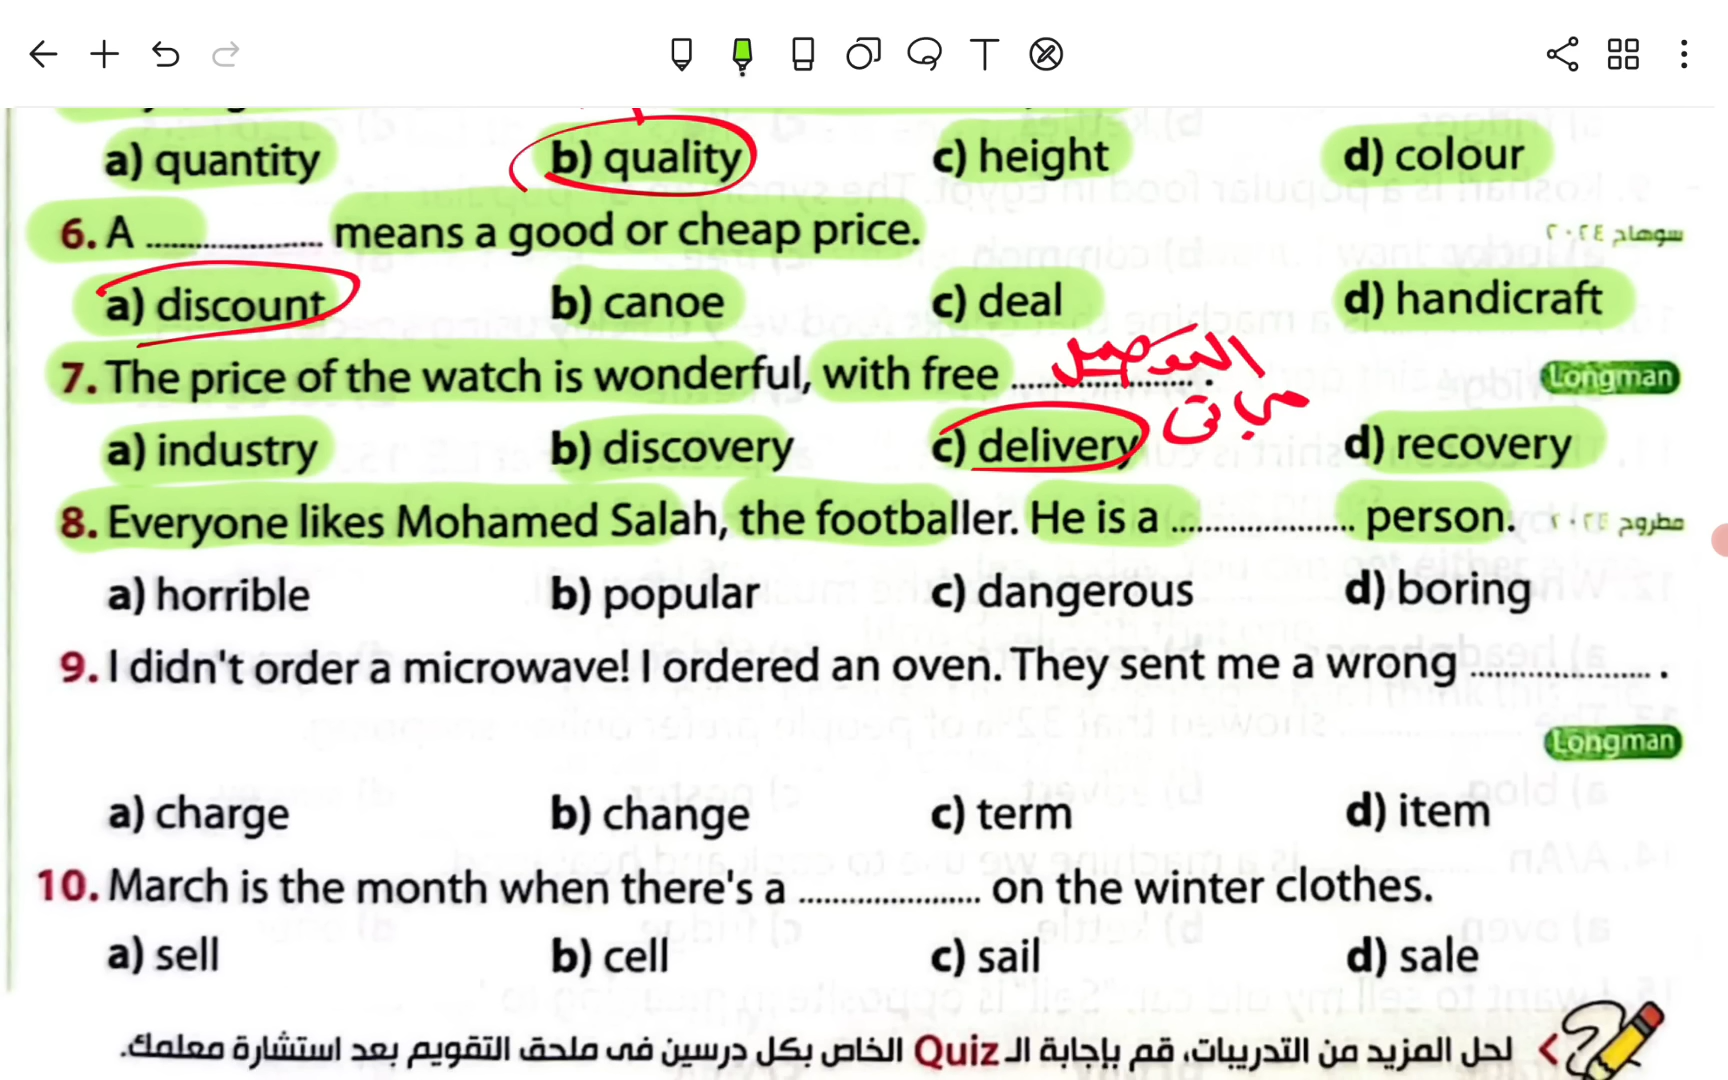 a) quantity b) quality c) height d) colour
6. A .................... means a good or cheap price. سوهاج ٢٠٢٤
a) discount b) canoe c) deal d) handicraft
7. The price of the watch is wonderful, with free .................... . Longman
التوصيل
a) industry b) discovery c) delivery d) recovery
8. Everyone likes Mohamed Salah, the footballer. He is a .................... person. مطروح ٢٠٢٤
a) horrible b) popular c) dangerous d) boring
9. I didn't order a microwave! I ordered an oven. They sent me a wrong .................... .
Longman
a) charge b) change c) term d) item
10. March is the month when there's a .................... on the winter clothes.
a) sell b) cell c) sail d) sale
لحل المزيد من التدريبات، قم بإجابة الـ Quiz الخاص بكل درسين فى ملحق التقويم بعد استشارة معلمك.